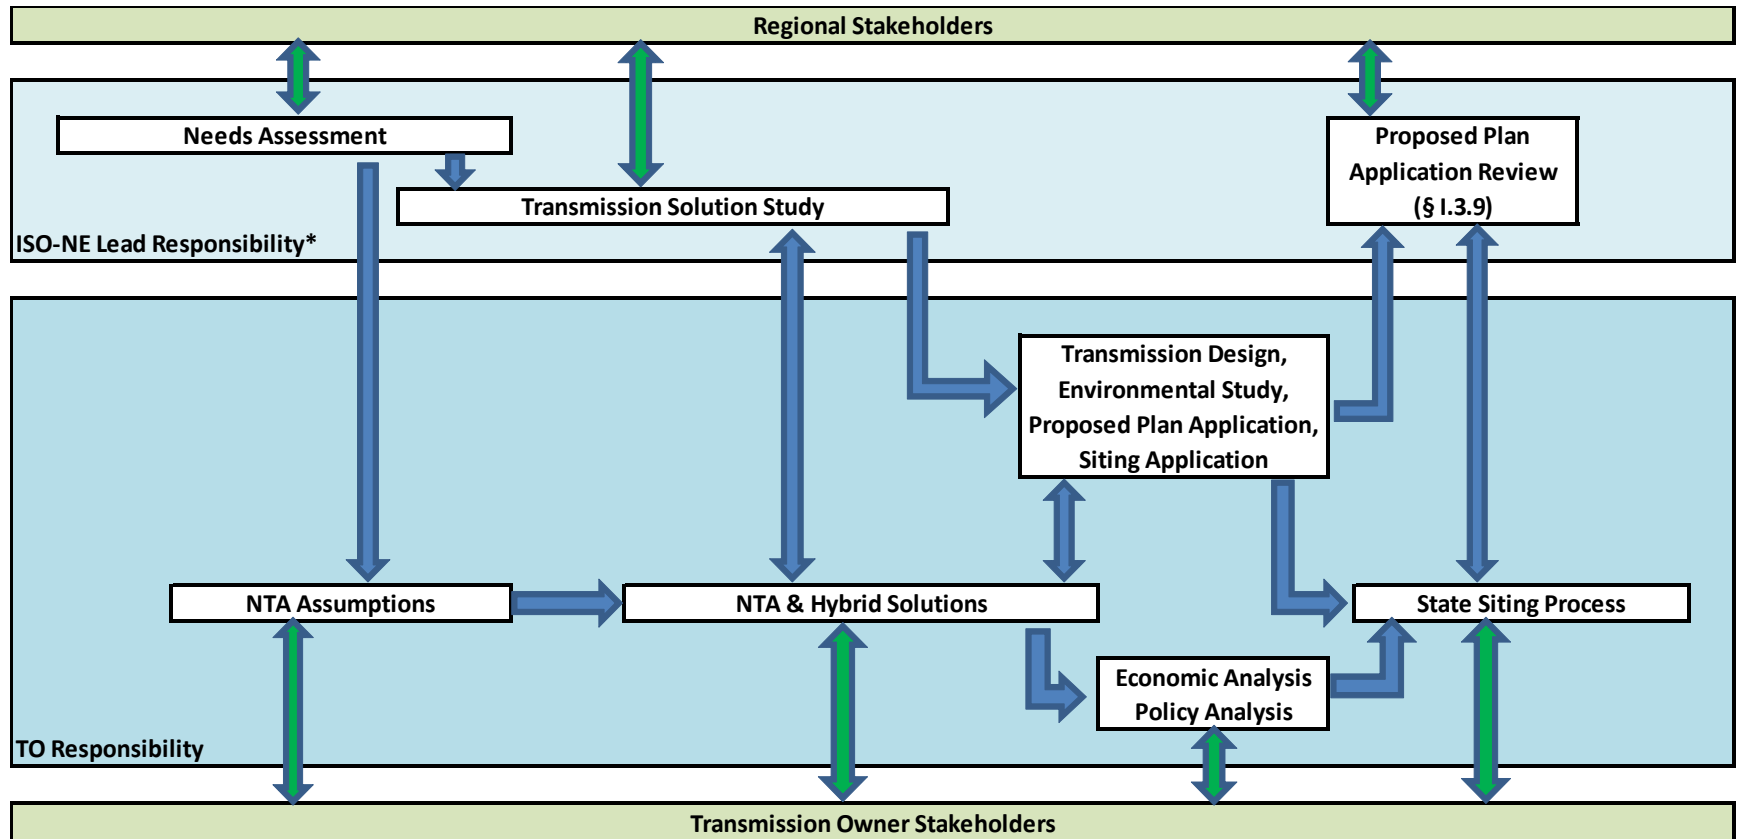 Regional Stakeholders
Needs Assessment
Proposed Plan
Application Review
(§ I.3.9)
Transmission Solution Study
ISO-NE Lead Responsibility*
Transmission Design,
Environmental Study,
Proposed Plan Application,
Siting Application
NTA Assumptions
NTA & Hybrid Solutions
State Siting Process
Economic Analysis
Policy Analysis
TO Responsibility
Transmission Owner Stakeholders